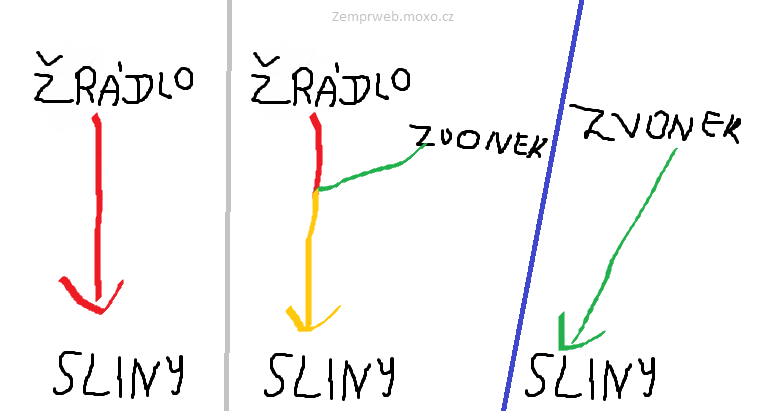 Zemprweb.moxo.cz
ŽRÁDLO
SLINY
ŽRÁDLO
ZVONEK
SLINY
ZVONEK
SLINY